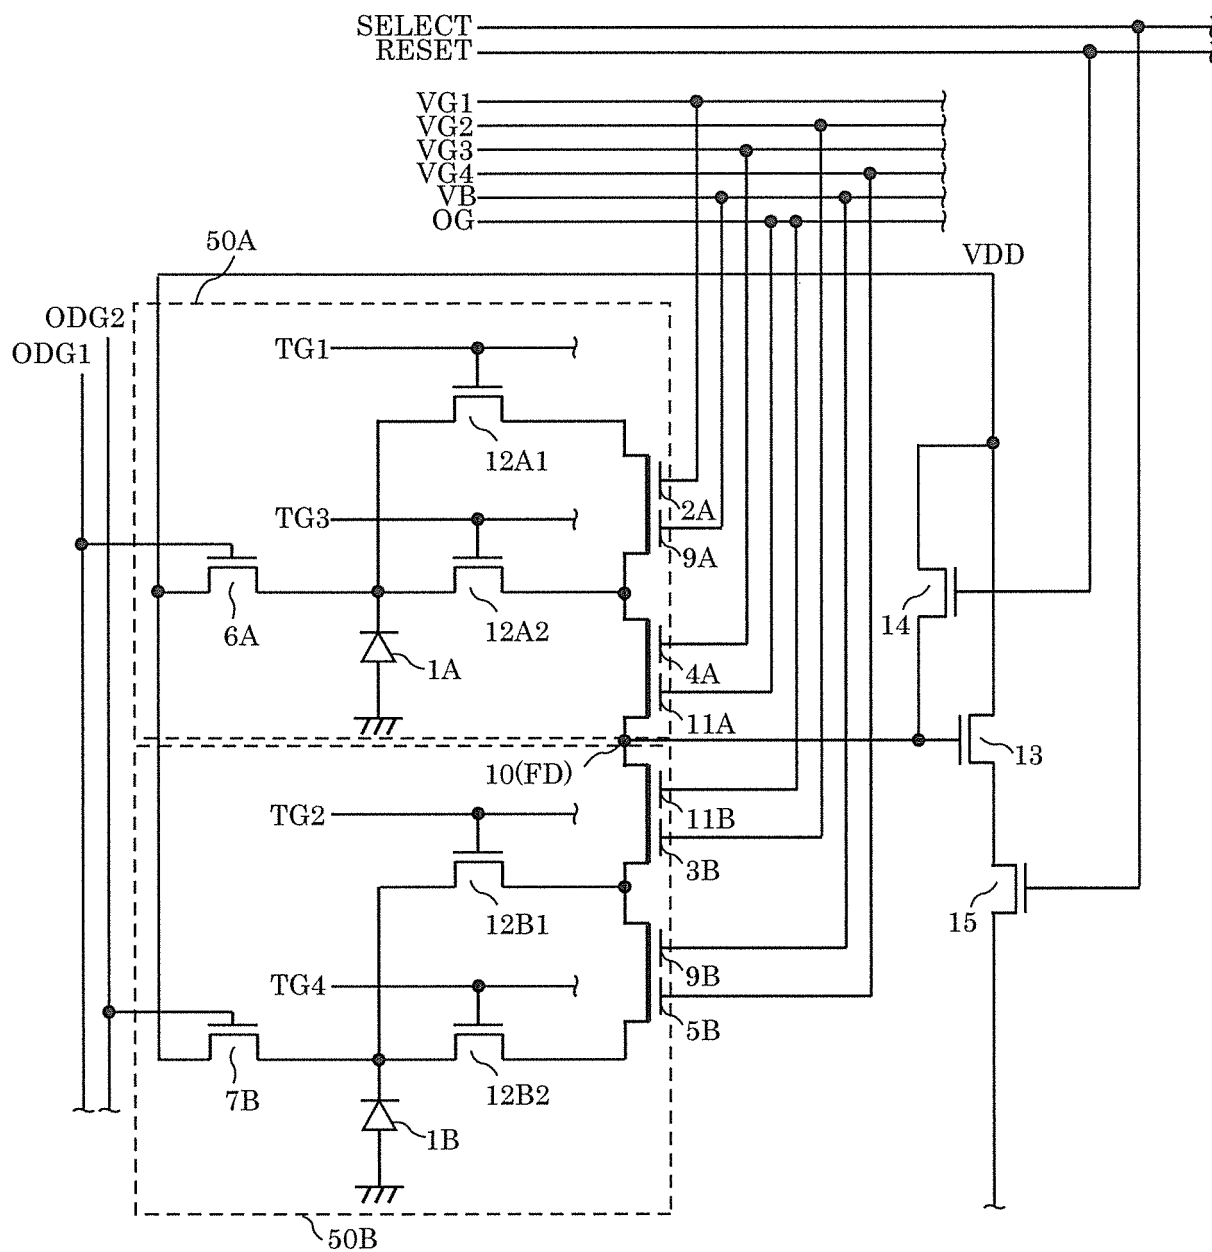 SELECT
RESET
VG1
VG2
VG3
VG4
VB
OG
50A
VDD
ODG2
ODG1
TG1
12A1
2A
TG3
9A
6A
12A2
14
1A
4A
11A
13
10(FD)
TG2
11B
3B
15
12B1
9B
TG4
5B
7B
12B2
1B
50B